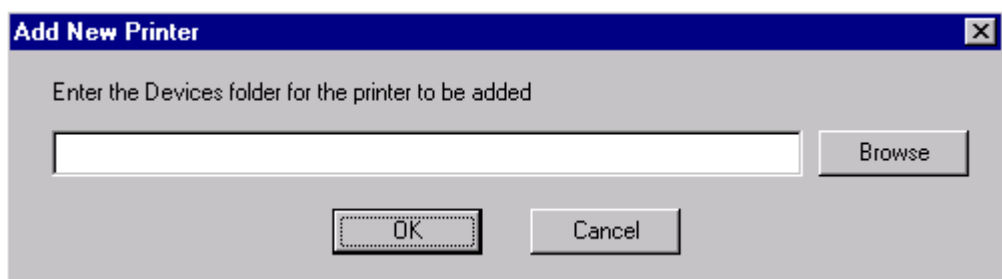 Add New Printer
Enter the Devices folder for the printer to be added
Browse
OK
Cancel